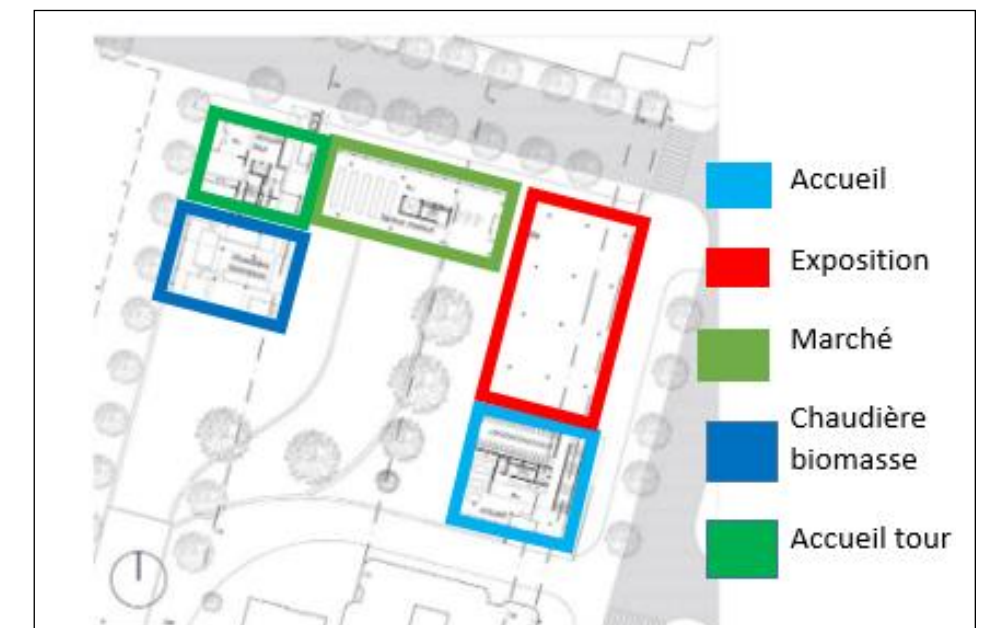 Accueil
Exposition
Marché
Chaudière
biomasse
Accueil tour